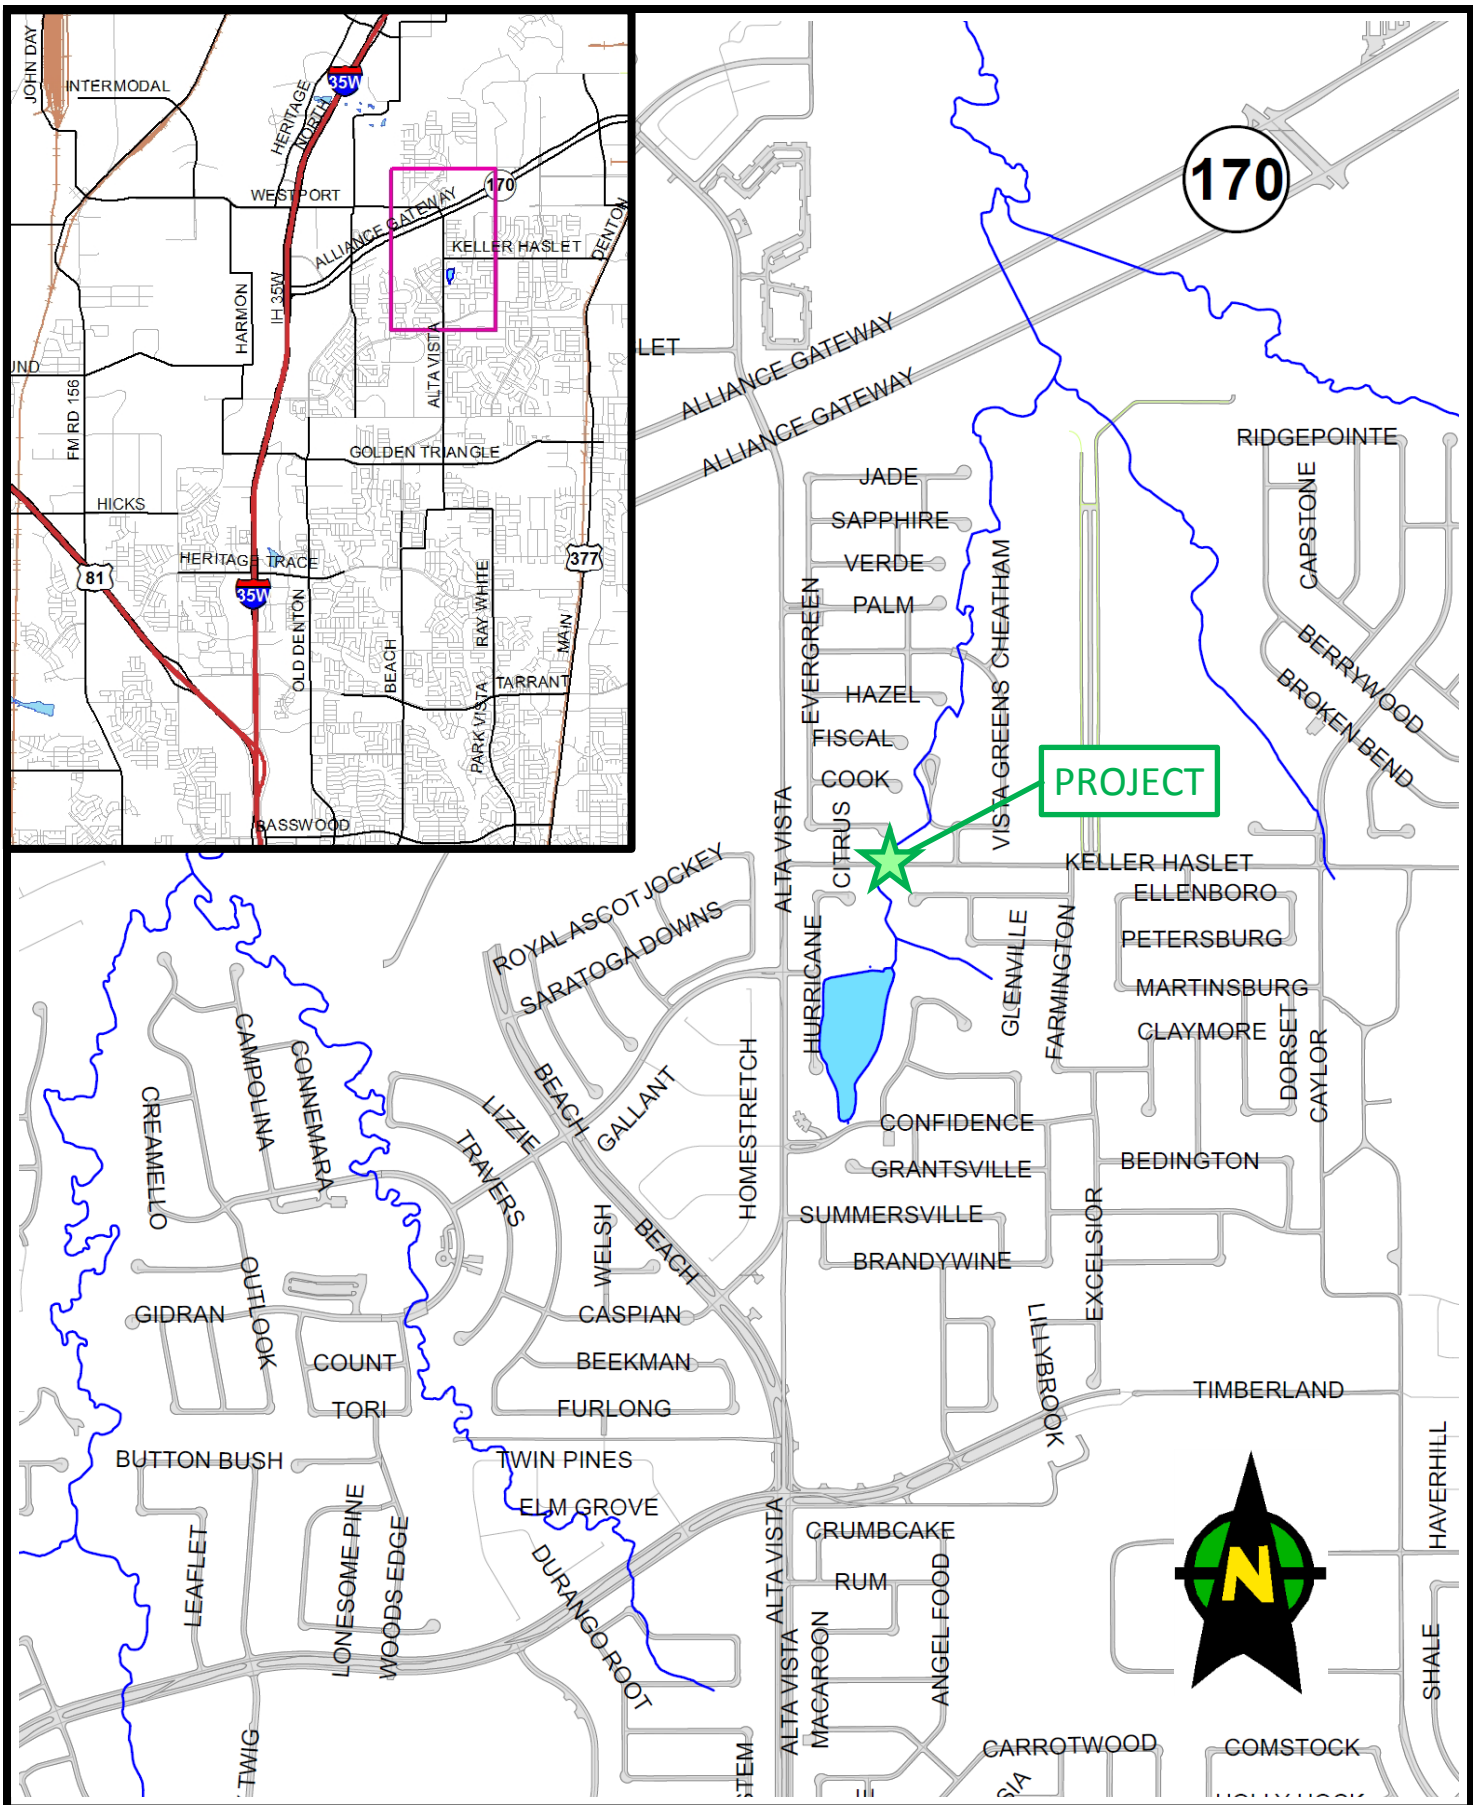 JOHN DAY
INTERMODAL
HERITAGE
NORTH
35W
WESTPORT
170
ALLIANCE GATEWAY
KELLER HASLET
DENTON
HARMON
IH 35W
ALTA VISTA
FM RD 156
GOLDEN TRIANGLE
HICKS
HERITAGE TRACE
81
35W
377
OLD DENTON
BEACH
RAY WHITE
PARK VISTA
MAIN
TARRANT
BASSWOOD
170
ALLIANCE GATEWAY
ALLIANCE GATEWAY
RIDGEPOINTE
CAPSTONE
JADE
SAPPHIRE
VERDE
PALM
EVERGREEN
CHEATHAM
VISTA GREENS
HAZEL
FISCAL
COOK
BERRYWOOD
BROKEN BEND
PROJECT
ALTA VISTA
CITRUS
KELLER HASLET
ELLENBORO
PETERSBURG
MARTINSBURG
CLAYMORE
DORSET
CAYLOR
ROYAL ASCOT
JOCKEY
SARATOGA DOWNS
HURRICANE
GLENVILLE
FARMINGTON
CAMPOLINA
CONNEMARA
CREAMELLO
BEACH
GALLANT
LIZZIE
TRAVERS
HOMESTRETCH
CONFIDENCE
GRANTSVILLE
BEDINGTON
SUMMERSVILLE
BRANDYWINE
EXCELSIOR
WELSH
BEACH
OUTLOOK
GIDRAN
COUNT
TORI
CASPIAN
BEEKMAN
FURLONG
LILLYBROOK
TIMBERLAND
BUTTON BUSH
TWIN PINES
ELM GROVE
HAVERHILL
LEAFLET
LONESOME PINE
WOODS EDGE
DURANGO ROOT
ALTA VISTA
CRUMBCAKE
RUM
ANGEL FOOD
MACAROON
ALTA VISTA
N
SHALE
TWIG
STEM
CARROTWOOD
COMSTOCK